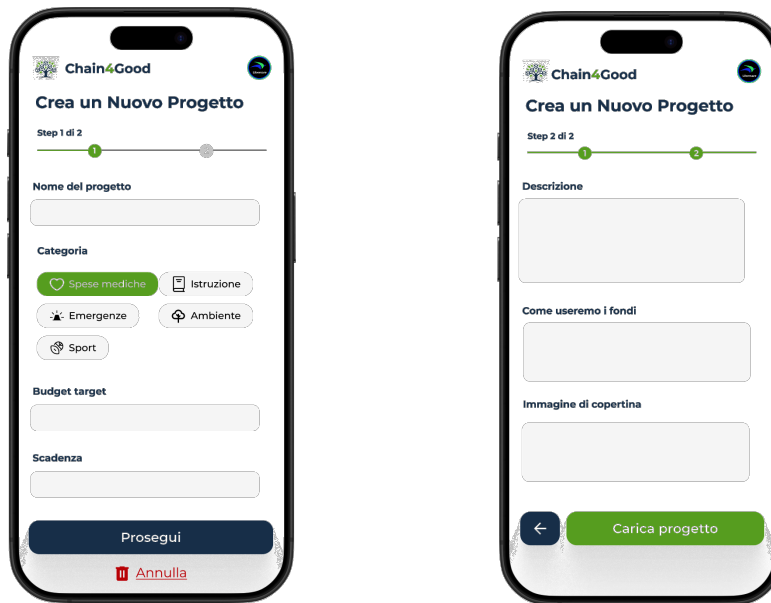 Chain4Good
Crea un Nuovo Progetto
Step 1 di 2
1
Nome del progetto
Categoria
Spese mediche
Istruzione
Emergenze
Ambiente
Sport
Budget target
Scadenza
Prosegui
Annulla
Chain4Good
Crea un Nuovo Progetto
Step 2 di 2
1
2
Descrizione
Come useremo i fondi
Immagine di copertina
Carica progetto